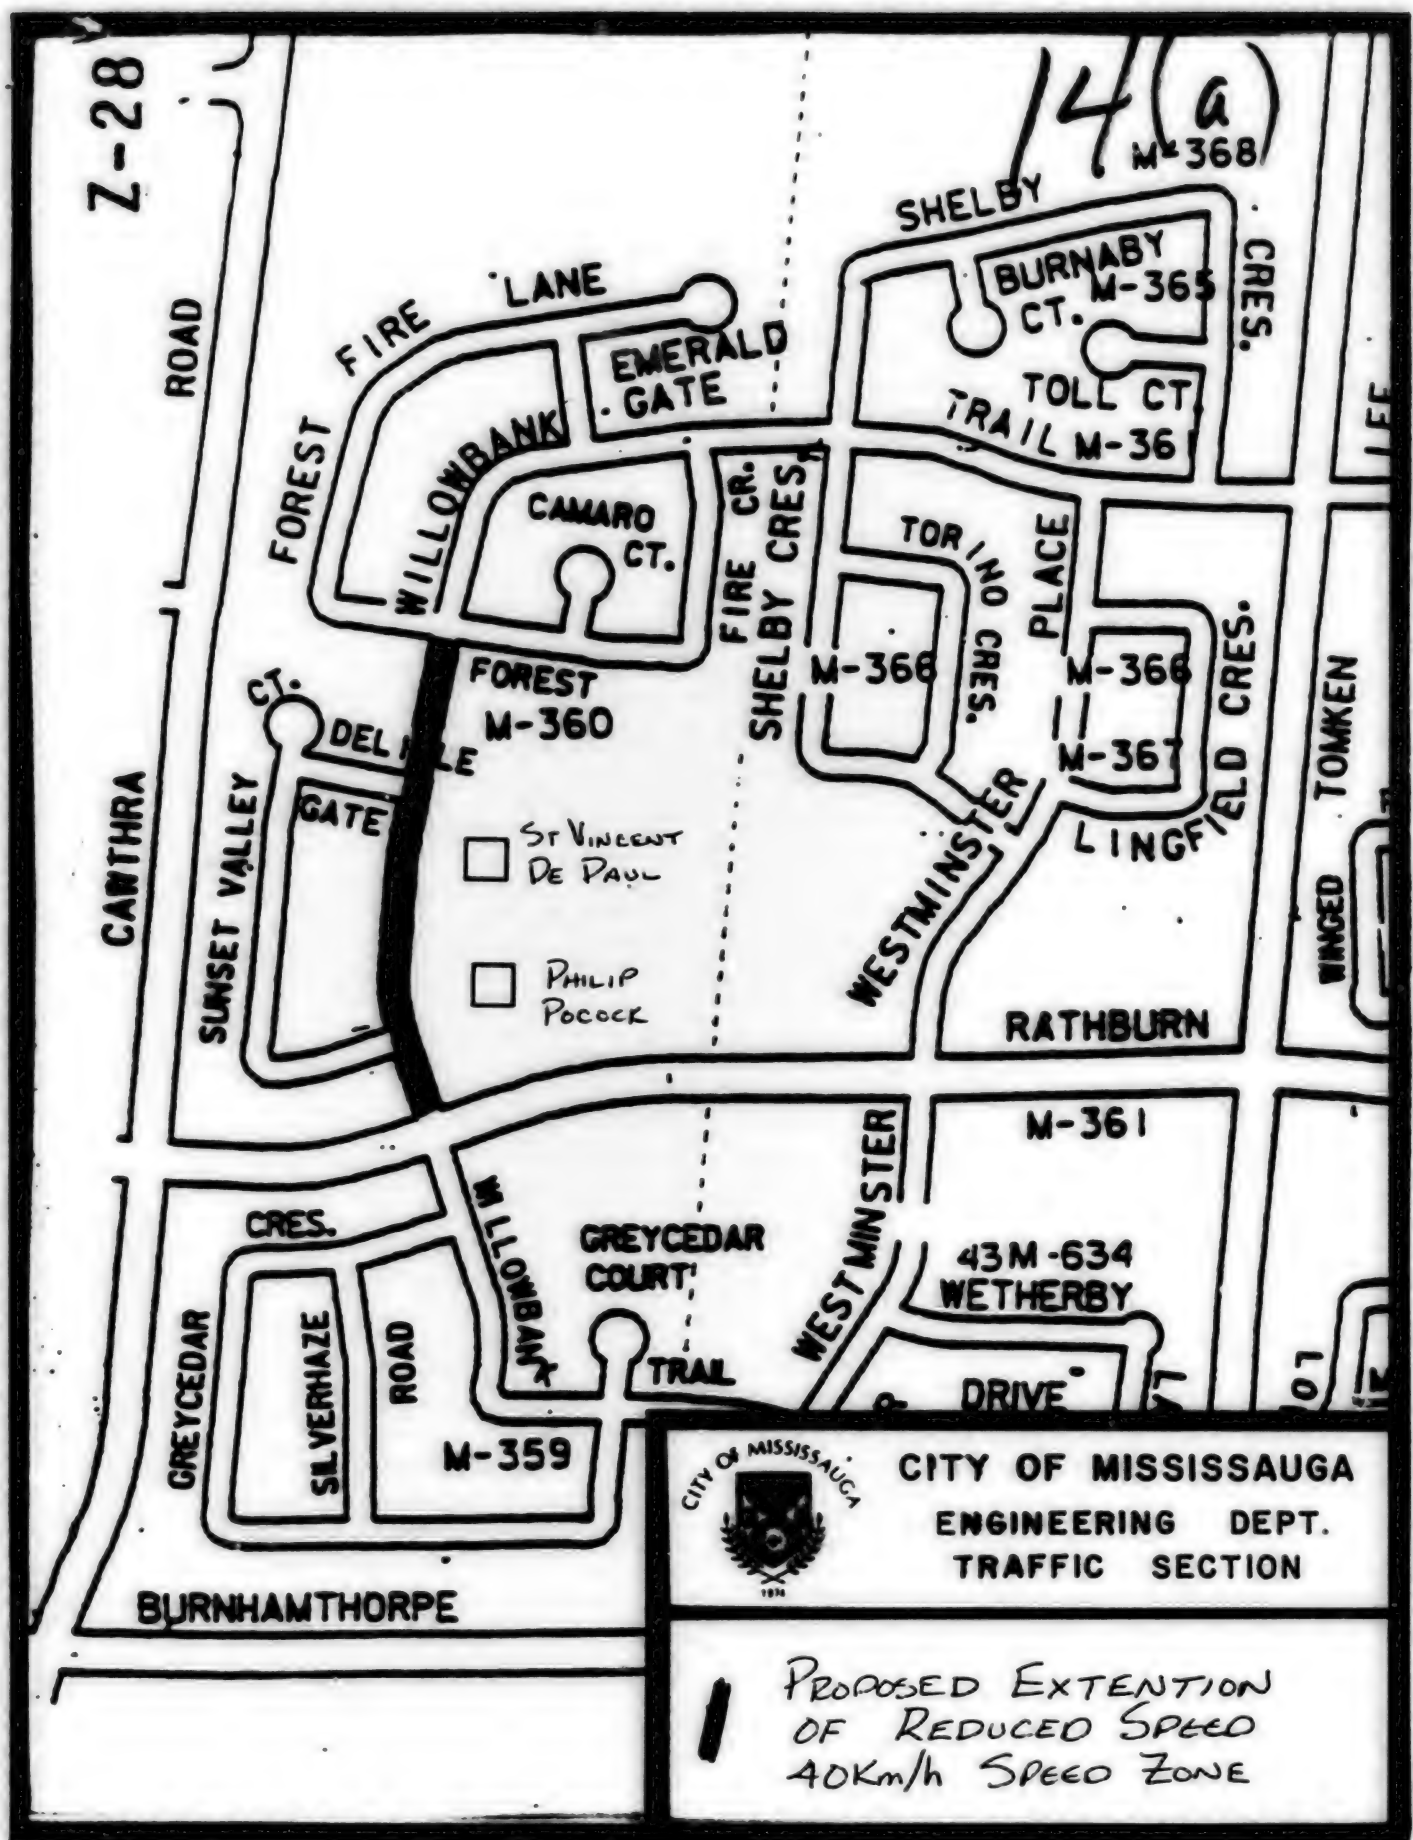 Z-28
14(a)
M-368
SHELBY
CRES.
BURNABY
CT.
M-365
TOLL CT
TRAIL
M-36
ROAD
FOREST
FIRE
LANE
EMERALD
GATE
WILLOWBANK
CAMARO
CT.
FIRE CR.
SHELBY CRES.
TORINO CRES.
PLACE
LEE
M-366
M-366
M-367
LINGFIELD CRES.
TOMKEN
FOREST
M-360
CT.
GATE
SUNSET VALLEY
CAWTHRA
ST VINCENT
DE PAUL
PHILIP
POCOCK
WESTMINSTER
WINGED
RATHBURN
M-361
WESTMINSTER
43M-634
WETHERBY
DRIVE
CRES.
GREYCEDAR
SILVERHAZE
ROAD
GREYCEDAR
COURT
TRAIL
M-359
BURNHAMTHORPE
CITY OF MISSISSAUGA
1974
CITY OF MISSISSAUGA
ENGINEERING DEPT.
TRAFFIC SECTION
PROPOSED EXTENTION
OF REDUCED SPEED
40Km/h SPEED ZONE